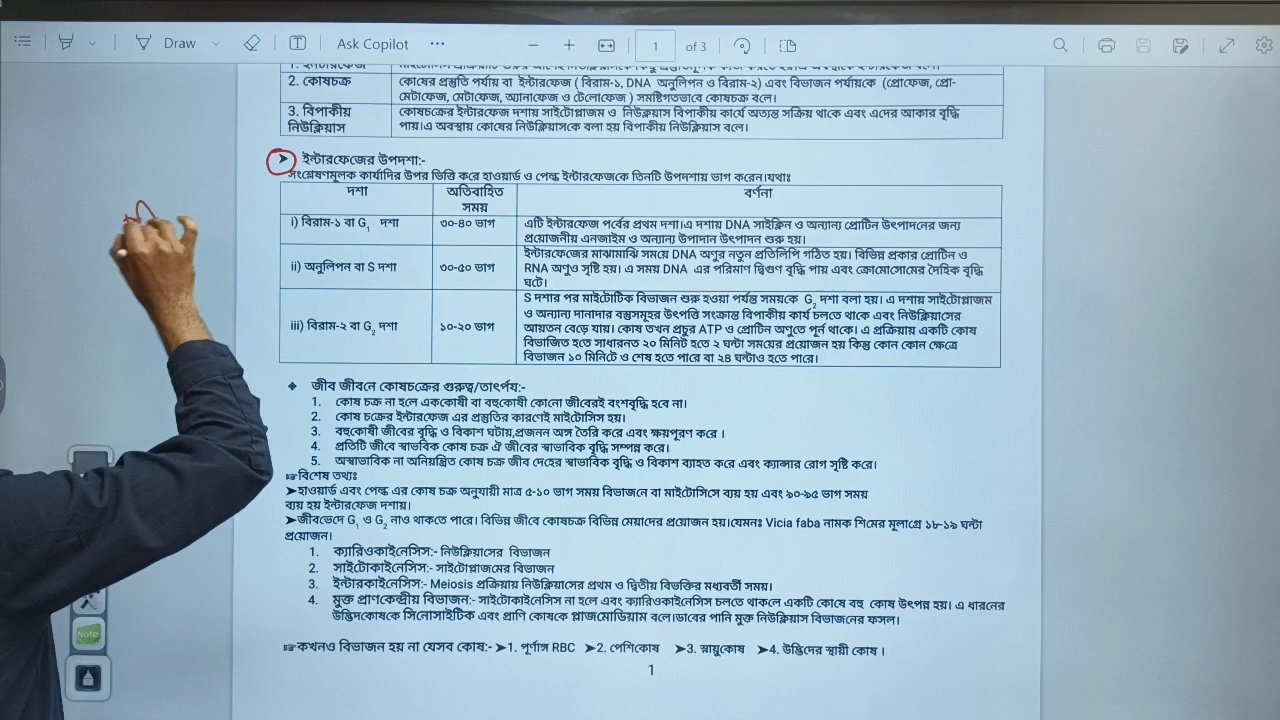 Draw
Ask Copilot
1 of 3
2. কোষচক্র
কোষের প্রস্তুতি পর্যায় বা ইন্টারফেজ ( বিরাম-১, DNA অনুলিপন ও বিরাম-২) এবং বিভাজন পর্যায়কে (প্রোফেজ, প্রো-
মেটাফেজ, মেটাফেজ, অ্যানাফেজ ও টেলোফেজ ) সমষ্টিগতভাবে কোষচক্র বলে।
3. বিপাকীয়
নিউক্লিয়াস
কোষচক্রের ইন্টারফেজ দশায় সাইটোপ্লাজম ও নিউক্লিয়াস বিপাকীয় কার্যে অত্যন্ত সক্রিয় থাকে এবং এদের আকার বৃদ্ধি
পায়।এ অবস্থায় কোষের নিউক্লিয়াসকে বলা হয় বিপাকীয় নিউক্লিয়াস বলে।
➤ ইন্টারফেজের উপদশা:-
সংশ্লেষণমূলক কার্যাদির উপর ভিত্তি করে হাওয়ার্ড ও পেল্ক ইন্টারফেজকে তিনটি উপদশায় ভাগ করেন।যথাঃ
দশা
অতিবাহিত
সময়
বর্ণনা
i) বিরাম-১ বা G₁ দশা
৩০-৪০ ভাগ
এটি ইন্টারফেজ পর্বের প্রথম দশা।এ দশায় DNA সাইক্লিন ও অন্যান্য প্রোটিন উৎপাদনের জন্য
প্রয়োজনীয় এনজাইম ও অন্যান্য উপাদান উৎপাদন শুরু হয়।
ii) অনুলিপন বা S দশা
৩০-৫০ ভাগ
ইন্টারফেজের মাঝামাঝি সময়ে DNA অণুর নতুন প্রতিলিপি গঠিত হয়। বিভিন্ন প্রকার প্রোটিন ও
RNA অণুও সৃষ্টি হয়। এ সময় DNA এর পরিমাণ দ্বিগুণ বৃদ্ধি পায় এবং ক্রোমোসোমের দৈহিক বৃদ্ধি
ঘটে।
iii) বিরাম-২ বা G₂ দশা
১০-২০ ভাগ
S দশার পর মাইটোটিক বিভাজন শুরু হওয়া পর্যন্ত সময়কে G₂ দশা বলা হয়। এ দশায় সাইটোপ্লাজম
ও অন্যান্য দানাদার বস্তুসমূহর উৎপত্তি সংক্রান্ত বিপাকীয় কার্য চলতে থাকে এবং নিউক্লিয়াসের
আয়তন বেড়ে যায়। কোষ তখন প্রচুর ATP ও প্রোটিন অণুতে পূর্ন থাকে। এ প্রক্রিয়ায় একটি কোষ
বিভাজিত হতে সাধারনত ২০ মিনিট হতে ২ ঘন্টা সময়ের প্রয়োজন হয় কিন্তু কোন কোন ক্ষেত্রে
বিভাজন ১০ মিনিটে ও শেষ হতে পারে বা ২৪ ঘন্টাও হতে পারে।
❖ জীব জীবনে কোষচক্রের গুরুত্ব/তাৎপর্য:-
1. কোষ চক্র না হলে এককোষী বা বহুকোষী কোনো জীবেরই বংশবৃদ্ধি হবে না।
2. কোষ চক্রের ইন্টারফেজ এর প্রস্তুতির কারণেই মাইটোসিস হয়।
3. বহুকোষী জীবের বৃদ্ধি ও বিকাশ ঘটায়,প্রজনন অঙ্গ তৈরি করে এবং ক্ষয়পূরণ করে ।
4. প্রতিটি জীবে স্বাভবিক কোষ চক্র ঐ জীবের স্বাভাবিক বৃদ্ধি সম্পন্ন করে।
5. অস্বাভাবিক না অনিয়ন্ত্রিত কোষ চক্র জীব দেহের স্বাভাবিক বৃদ্ধি ও বিকাশ ব্যাহত করে এবং ক্যান্সার রোগ সৃষ্টি করে।
☞বিশেষ তথ্যঃ
➤হাওয়ার্ড এবং পেল্ক এর কোষ চক্র অনুযায়ী মাত্র ৫-১০ ভাগ সময় বিভাজনে বা মাইটোসিসে ব্যয় হয় এবং ৯০-৯৫ ভাগ সময়
ব্যয় হয় ইন্টারফেজ দশায়।
➤জীবভেদে G₁ ও G₂ নাও থাকতে পারে। বিভিন্ন জীবে কোষচক্র বিভিন্ন মেয়াদের প্রয়োজন হয়।যেমনঃ Vicia faba নামক শিমের মূলাগ্রে ১৮-১৯ ঘন্টা
প্রয়োজন।
1. ক্যারিওকাইনেসিস:- নিউক্লিয়াসের বিভাজন
2. সাইটোকাইনেসিস:- সাইটোপ্লাজমের বিভাজন
3. ইন্টারকাইনেসিস:- Meiosis প্রক্রিয়ায় নিউক্লিয়াসের প্রথম ও দ্বিতীয় বিভক্তির মধ্যবর্তী সময়।
4. মুক্ত প্রাণকেন্দ্রীয় বিভাজন:- সাইটোকাইনেসিস না হলে এবং ক্যারিওকাইনেসিস চলতে থাকলে একটি কোষে বহু কোষ উৎপন্ন হয়। এ ধারনের
উদ্ভিদকোষকে সিনোসাইটিক এবং প্রাণি কোষকে প্লাজমোডিয়াম বলে।ডাবের পানি মুক্ত নিউক্লিয়াস বিভাজনের ফসল।
☞কখনও বিভাজন হয় না যেসব কোষ:- ➤1. পূর্ণাঙ্গ RBC ➤2. পেশিকোষ ➤3. স্নায়ুকোষ ➤4. উদ্ভিদের স্থায়ী কোষ ।
1
Note